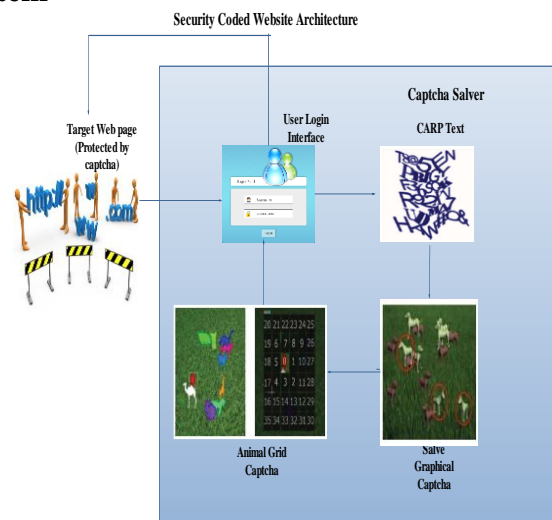 Security Coded Website Architecture
Captcha Salver
User Login
Interface
CARP Text
Target Web page
(Protected by
captcha)
http://
w
ww
.com
20 21 22 23 24 25
19 6 7 8 9 26
18 5 0 1 10 27
17 4 3 2 11 28
16 15 14 13 12 29
35 34 33 32 31 30
Animal Grid
Captcha
Salve
Graphical
Captcha